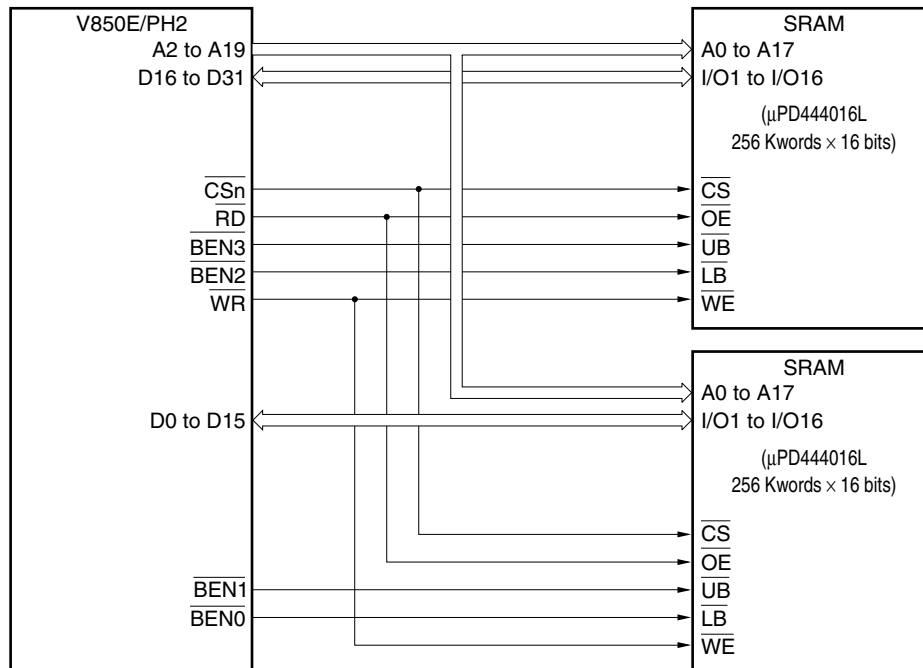 V850E/PH2
A2 to A19
D16 to D31
CSn
RD
BEN3
BEN2
WR
D0 to D15
BEN1
BEN0
SRAM
A0 to A17
I/O1 to I/O16
(μPD444016L
256 Kwords × 16 bits)
CS
OE
UB
LB
WE
SRAM
A0 to A17
I/O1 to I/O16
(μPD444016L
256 Kwords × 16 bits)
CS
OE
UB
LB
WE